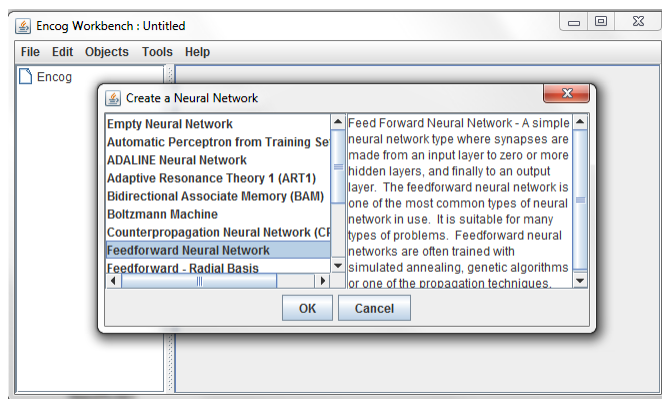 Encog Workbench : Untitled
File Edit Objects Tools Help
Encog
Create a Neural Network
Empty Neural Network
Automatic Perceptron from Training Se
ADALINE Neural Network
Adaptive Resonance Theory 1 (ART1)
Bidirectional Associate Memory (BAM)
Boltzmann Machine
Counterpropagation Neural Network (CP
Feedforward Neural Network
Feedforward - Radial Basis
Feed Forward Neural Network - A simple
neural network type where synapses are
made from an input layer to zero or more
hidden layers, and finally to an output
layer. The feedforward neural network is
one of the most common types of neural
network in use. It is suitable for many
types of problems. Feedforward neural
networks are often trained with
simulated annealing, genetic algorithms
or one of the propagation techniques.
OK Cancel